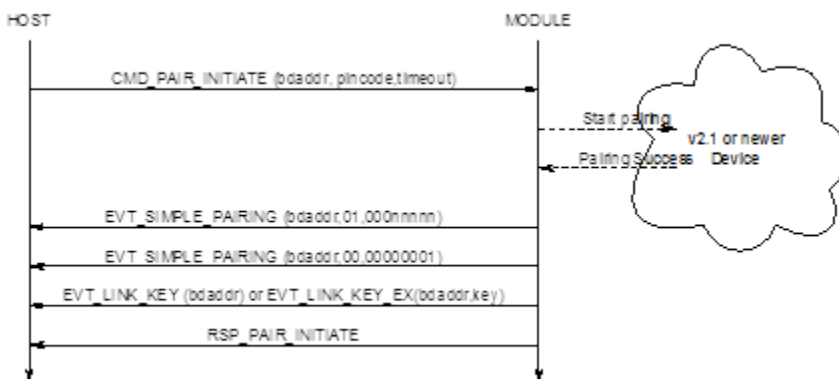 HOST
MODULE
CMD_PAIR_INITIATE (bdaddr, pincode,timeout)
Start pairing
v2.1 or newer
Device
Pairing Success
EVT_SIMPLE_PAIRING (bdaddr,01,000nnnnn)
EVT_SIMPLE_PAIRING (bdaddr,00,00000001)
EVT_LINK_KEY (bdaddr) or EVT_LINK_KEY_EX(bdaddr,key)
RSP_PAIR_INITIATE